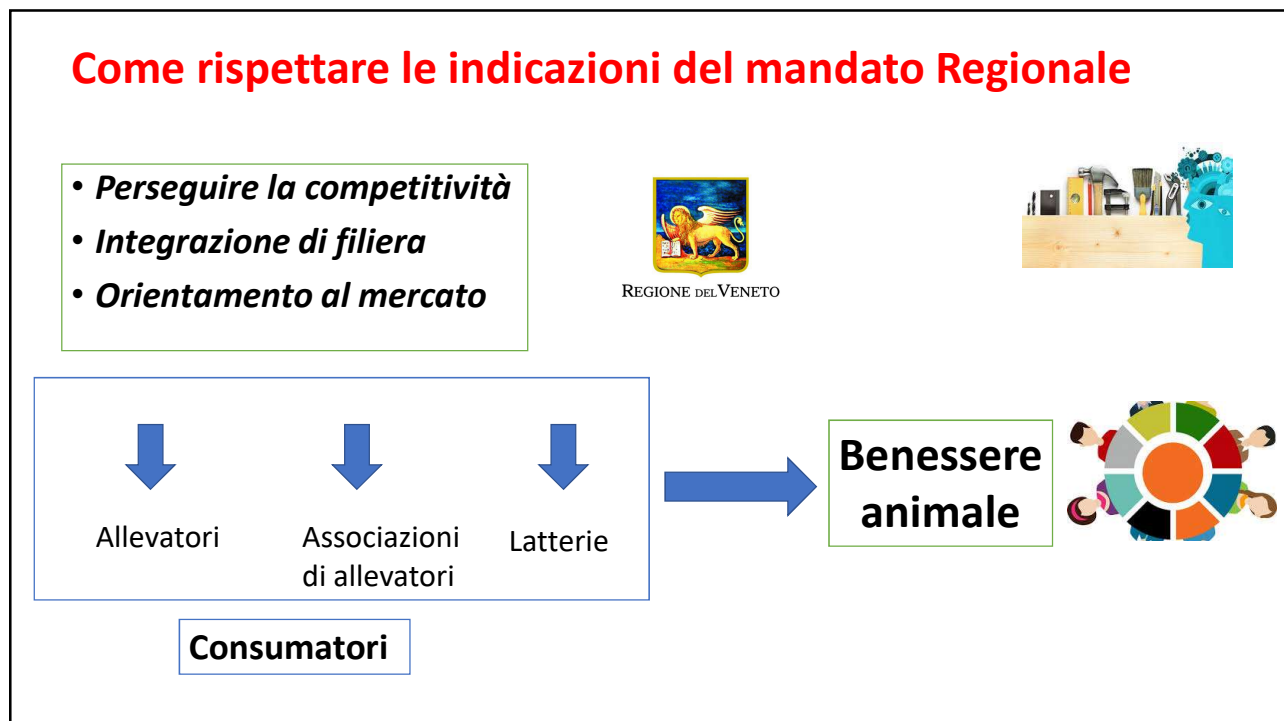 Come rispettare le indicazioni del mandato Regionale
• Perseguire la competitività
• Integrazione di filiera
• Orientamento al mercato
REGIONE DEL VENETO
Allevatori
Associazioni
di allevatori
Latterie
Benessere
animale
Consumatori